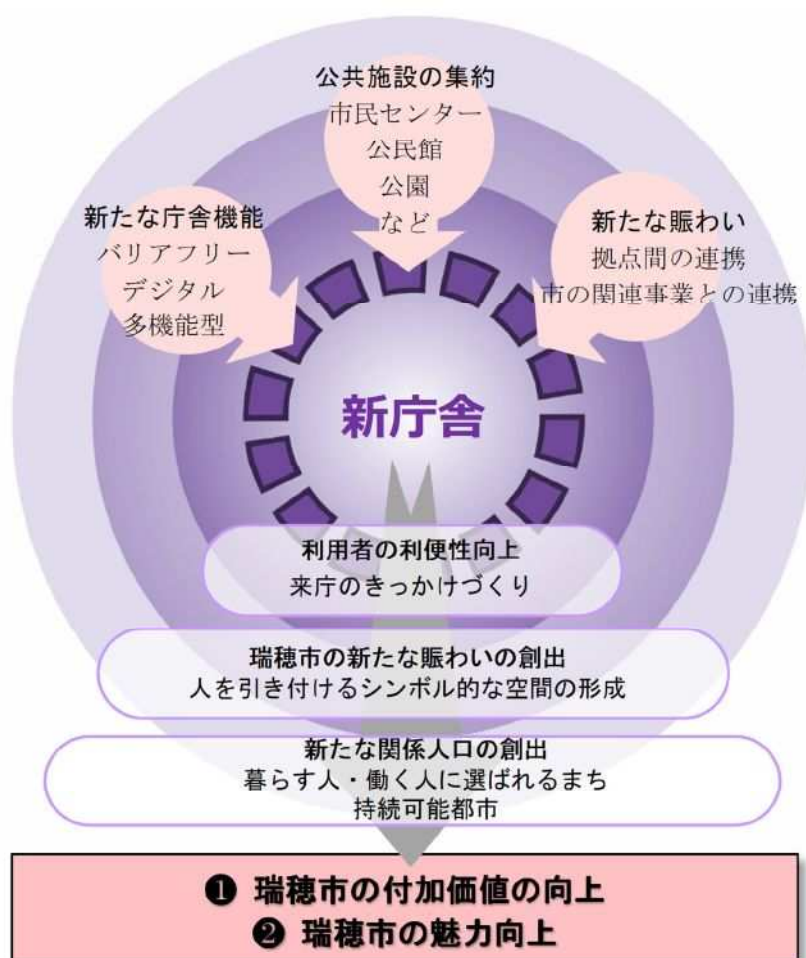 公共施設の集約
市民センター
公民館
公園
など
新たな庁舎機能
バリアフリー
デジタル
多機能型
新たな賑わい
拠点間の連携
市の関連事業との連携
新庁舎
利用者の利便性向上
来庁のきっかけづくり
瑞穂市の新たな賑わいの創出
人を引き付けるシンボル的な空間の形成
新たな関係人口の創出
暮らす人・働く人に選ばれるまち
持続可能都市
❶ 瑞穂市の付加価値の向上
❷ 瑞穂市の魅力向上